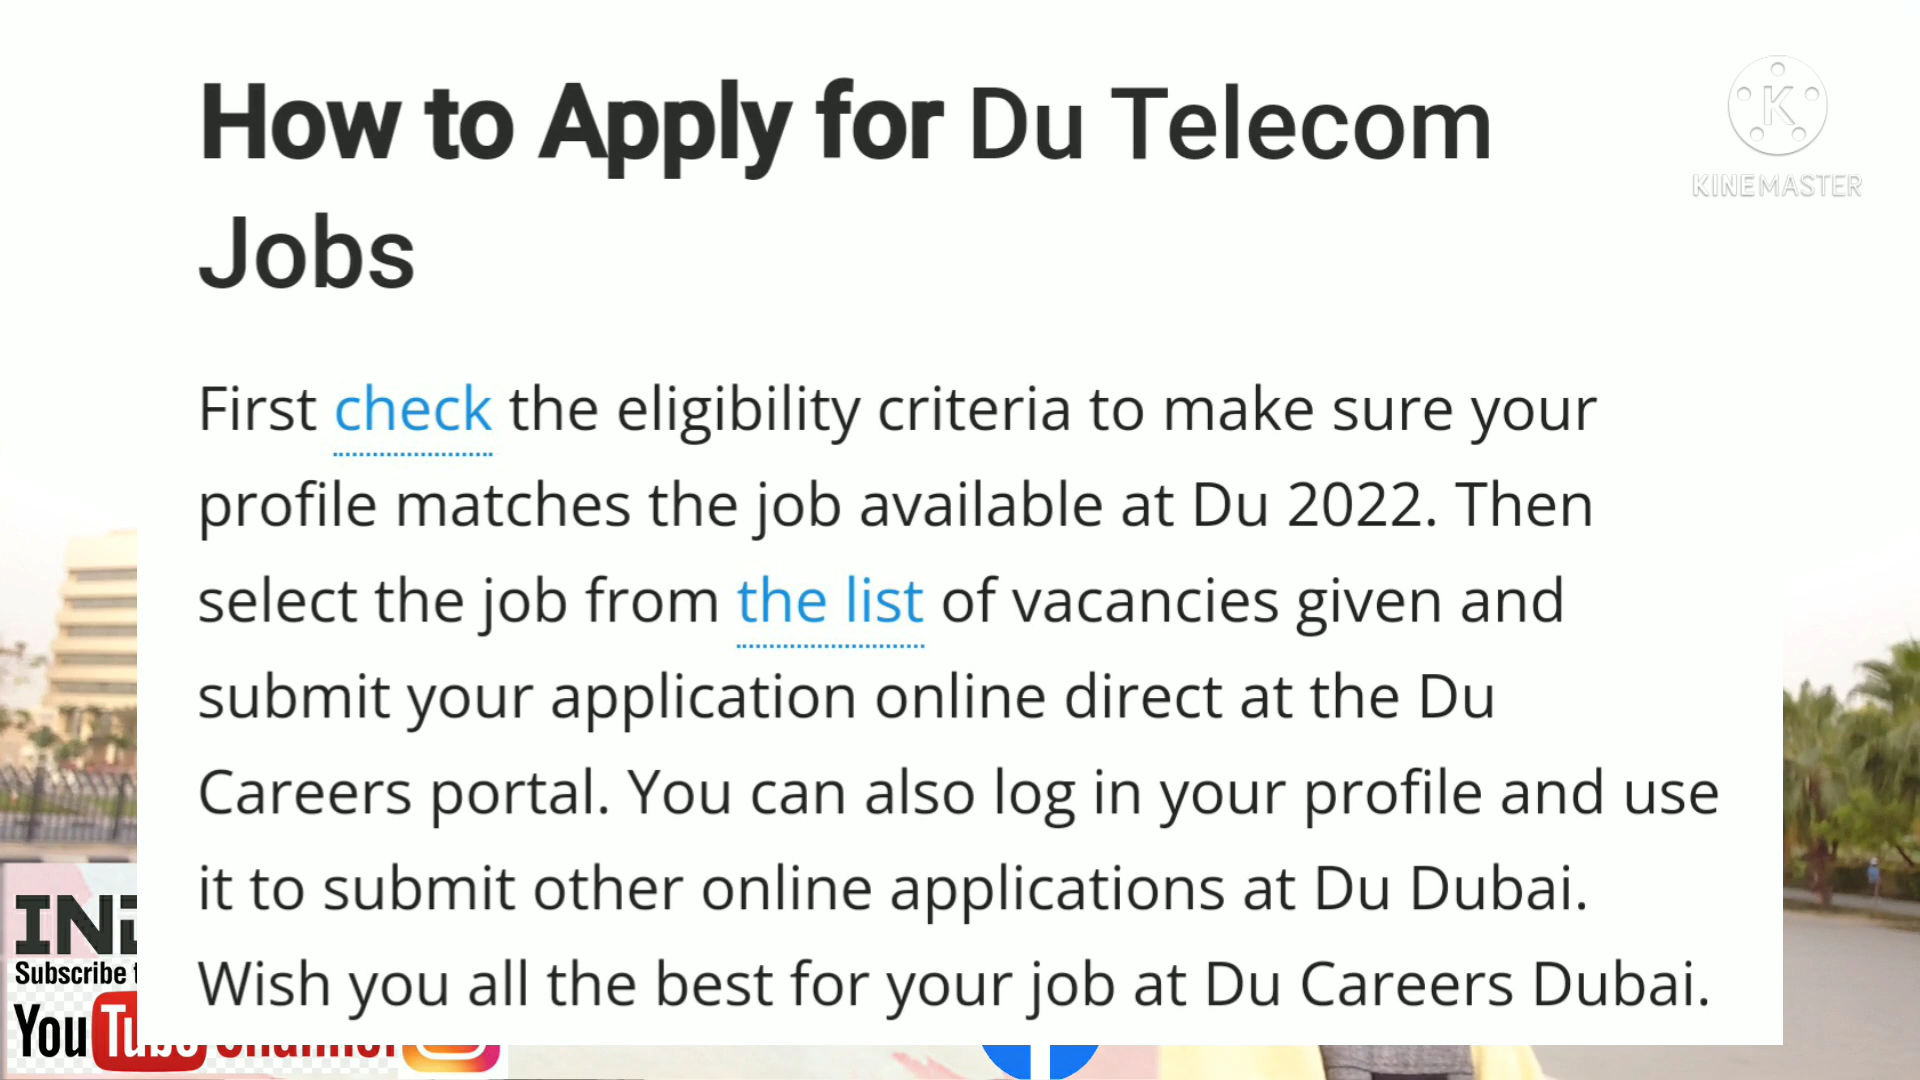 How to Apply for Du Telecom
Jobs
K
KINEMASTER
First check the eligibility criteria to make sure your
profile matches the job available at Du 2022. Then
select the job from the list of vacancies given and
submit your application online direct at the Du
Careers portal. You can also log in your profile and use
it to submit other online applications at Du Dubai.
Wish you all the best for your job at Du Careers Dubai.
Subscribe
YouTube Channel